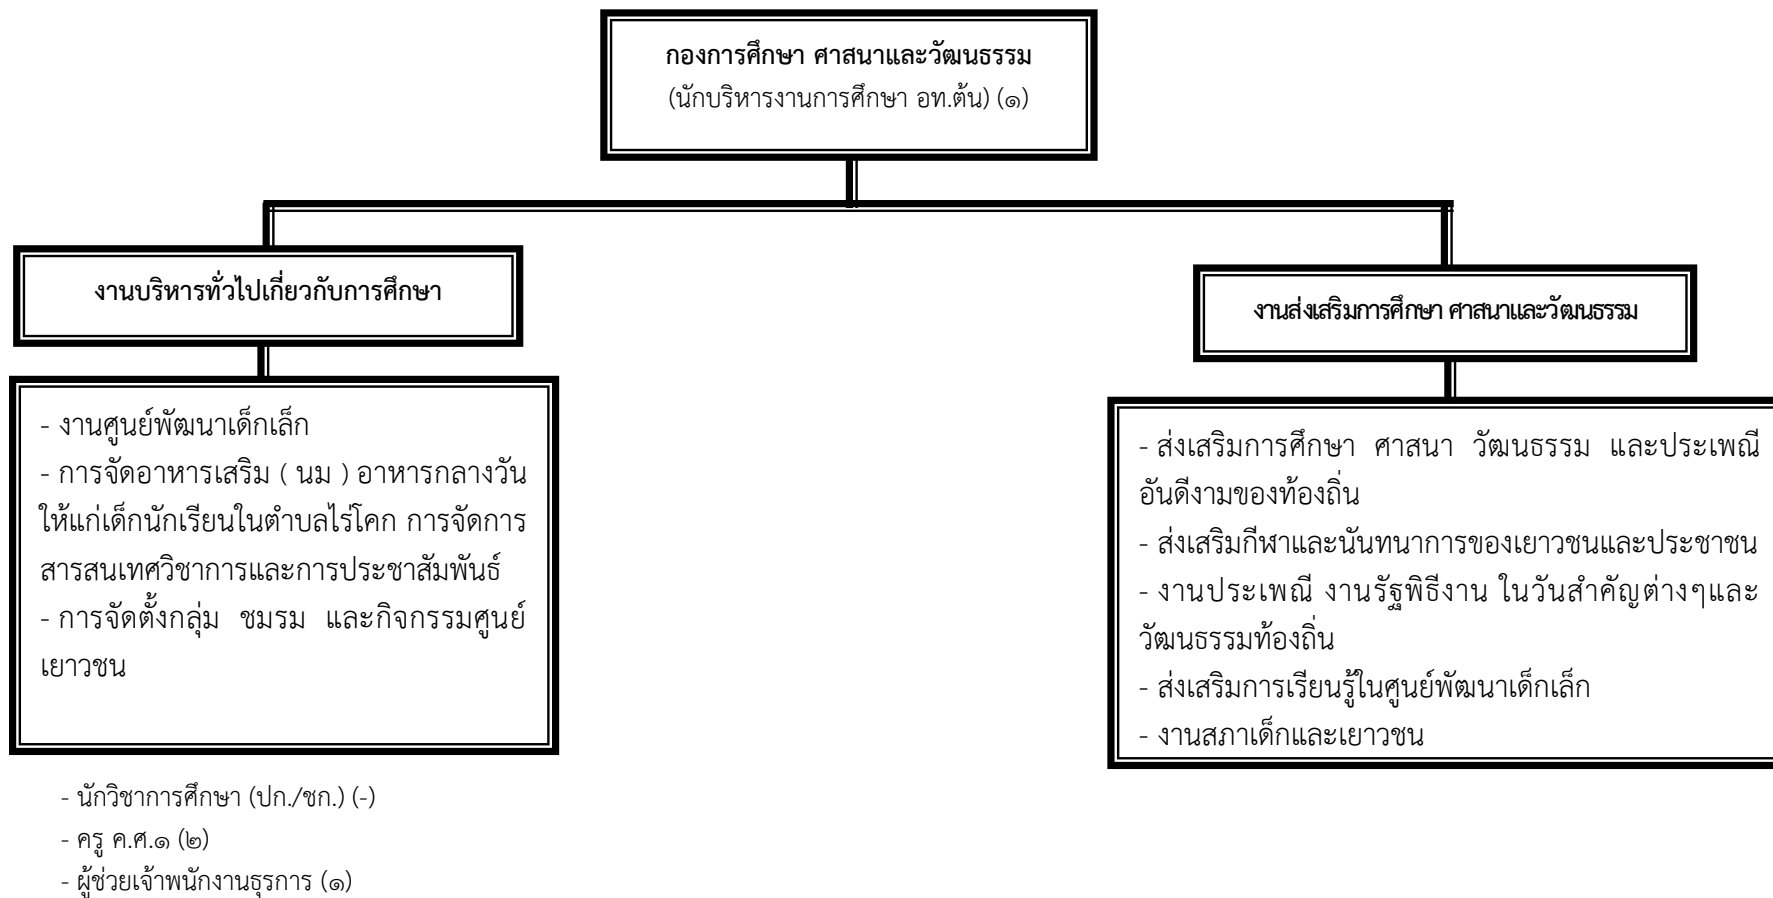 กองการศึกษา ศาสนาและวัฒนธรรม
(นักบริหารงานการศึกษา อท.ต้น) (๑)
งานบริหารทั่วไปเกี่ยวกับการศึกษา
- งานศูนย์พัฒนาเด็กเล็ก
- การจัดอาหารเสริม ( นม ) อาหารกลางวัน
ให้แก่เด็กนักเรียนในตำบลไร่โคก การจัดการ
สารสนเทศวิชาการและการประชาสัมพันธ์
- การจัดตั้งกลุ่ม ชมรม และกิจกรรมศูนย์
เยาวชน
- นักวิชาการศึกษา (ปก./ชก.) (-)
- ครู ค.ศ.๑ (๒)
- ผู้ช่วยเจ้าพนักงานธุรการ (๑)
งานส่งเสริมการศึกษา ศาสนาและวัฒนธรรม
- ส่งเสริมการศึกษา ศาสนา วัฒนธรรม และประเพณี
อันดีงามของท้องถิ่น
- ส่งเสริมกีฬาและนันทนาการของเยาวชนและประชาชน
- งานประเพณี งานรัฐพิธีงาน ในวันสำคัญต่างๆและ
วัฒนธรรมท้องถิ่น
- ส่งเสริมการเรียนรู้ในศูนย์พัฒนาเด็กเล็ก
- งานสภาเด็กและเยาวชน